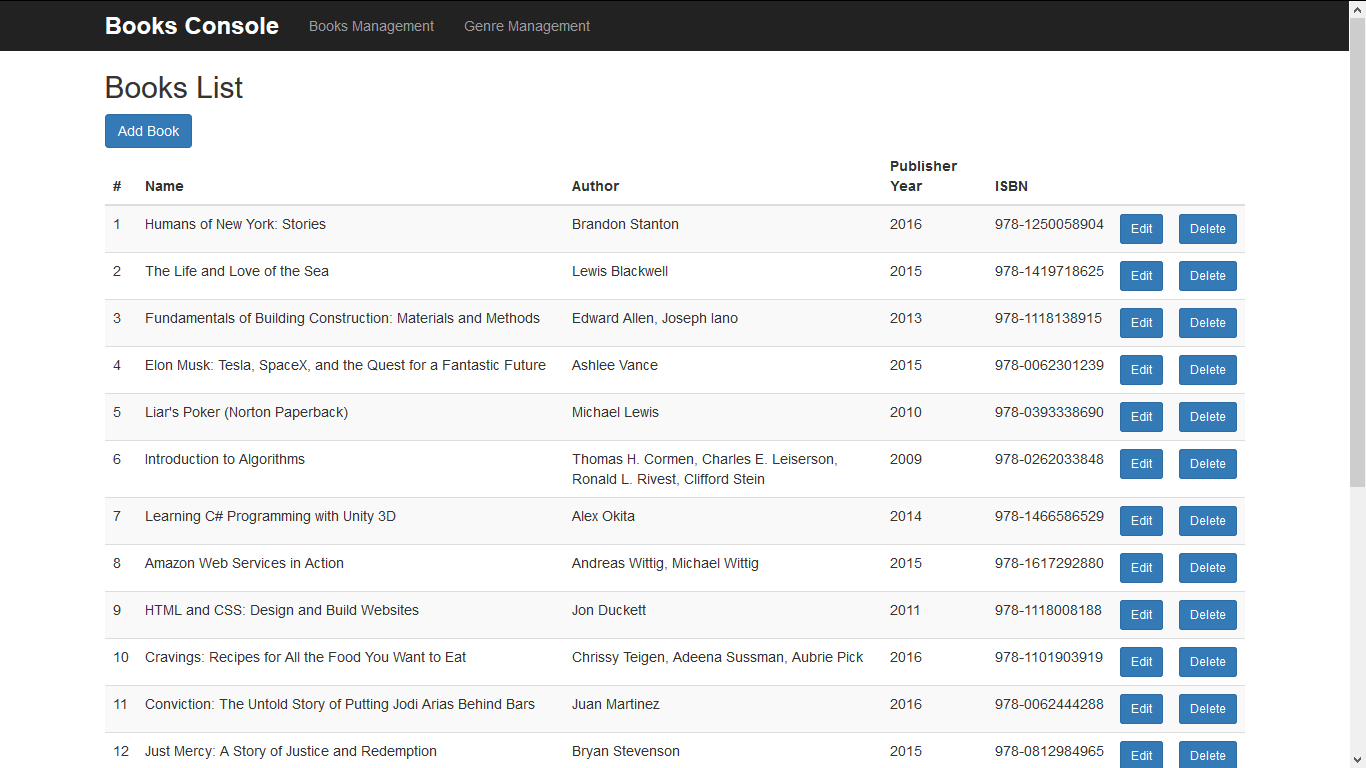 Books Console Books Management Genre Management
Books List
Add Book
Publisher
# Name Author Year ISBN
1 Humans of New York: Stories Brandon Stanton 2016 978-1250058904 Edit Delete
2 The Life and Love of the Sea Lewis Blackwell 2015 978-1419718625 Edit Delete
3 Fundamentals of Building Construction: Materials and Methods Edward Allen, Joseph Iano 2013 978-1118138915 Edit Delete
4 Elon Musk: Tesla, SpaceX, and the Quest for a Fantastic Future Ashlee Vance 2015 978-0062301239 Edit Delete
5 Liar's Poker (Norton Paperback) Michael Lewis 2010 978-0393338690 Edit Delete
6 Introduction to Algorithms Thomas H. Cormen, Charles E. Leiserson, 2009 978-0262033848 Edit Delete
Ronald L. Rivest, Clifford Stein
7 Learning C# Programming with Unity 3D Alex Okita 2014 978-1466586529 Edit Delete
8 Amazon Web Services in Action Andreas Wittig, Michael Wittig 2015 978-1617292880 Edit Delete
9 HTML and CSS: Design and Build Websites Jon Duckett 2011 978-1118008188 Edit Delete
10 Cravings: Recipes for All the Food You Want to Eat Chrissy Teigen, Adeena Sussman, Aubrie Pick 2016 978-1101903919 Edit Delete
11 Conviction: The Untold Story of Putting Jodi Arias Behind Bars Juan Martinez 2016 978-0062444288 Edit Delete
12 Just Mercy: A Story of Justice and Redemption Bryan Stevenson 2015 978-0812984965 Edit Delete